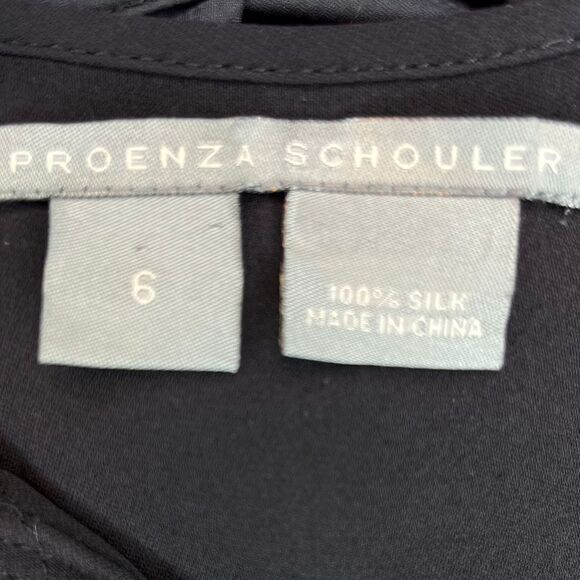 PROENZA SCHOULER
6
100% SILK
MADE IN CHINA